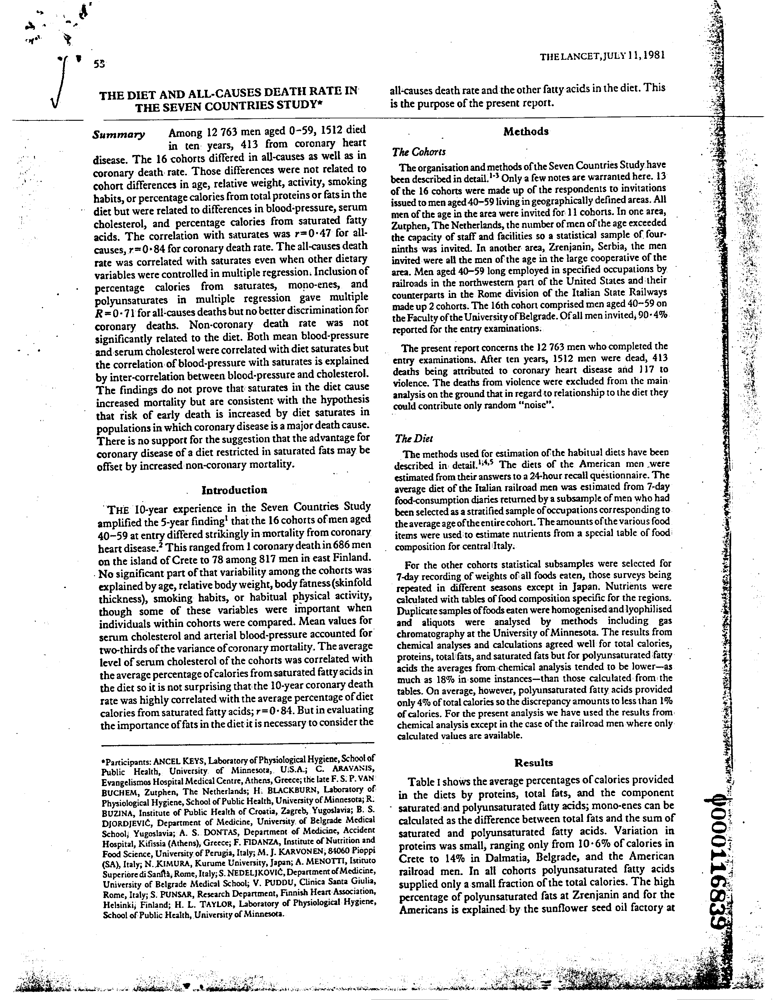 53
THE LANCET, JULY 11, 1981
THE DIET AND ALL-CAUSES DEATH RATE IN
THE SEVEN COUNTRIES STUDY*
Summary Among 12 763 men aged 0–59, 1512 died
in ten years, 413 from coronary heart
disease. The 16 cohorts differed in all-causes as well as in
coronary death rate. Those differences were not related to
cohort differences in age, relative weight, activity, smoking
habits, or percentage calories from total proteins or fats in the
diet but were related to differences in blood-pressure, serum
cholesterol, and percentage calories from saturated fatty
acids. The correlation with saturates was r=0·47 for all-
causes, r=0·84 for coronary death rate. The all-causes death
rate was correlated with saturates even when other dietary
variables were controlled in multiple regression. Inclusion of
percentage calories from saturates, mono-enes, and
polyunsaturates in multiple regression gave multiple
R=0·71 for all-causes deaths but no better discrimination for
coronary deaths. Non-coronary death rate was not
significantly related to the diet. Both mean blood-pressure
and serum cholesterol were correlated with diet saturates but
the correlation of blood-pressure with saturates is explained
by inter-correlation between blood-pressure and cholesterol.
The findings do not prove that saturates in the diet cause
increased mortality but are consistent with the hypothesis
that risk of early death is increased by diet saturates in
populations in which coronary disease is a major death cause.
There is no support for the suggestion that the advantage for
coronary disease of a diet restricted in saturated fats may be
offset by increased non-coronary mortality.
Introduction
THE 10-year experience in the Seven Countries Study
amplified the 5-year finding¹ that the 16 cohorts of men aged
40–59 at entry differed strikingly in mortality from coronary
heart disease.² This ranged from 1 coronary death in 686 men
on the island of Crete to 78 among 817 men in east Finland.
No significant part of that variability among the cohorts was
explained by age, relative body weight, body fatness (skinfold
thickness), smoking habits, or habitual physical activity,
though some of these variables were important when
individuals within cohorts were compared. Mean values for
serum cholesterol and arterial blood-pressure accounted for
two-thirds of the variance of coronary mortality. The average
level of serum cholesterol of the cohorts was correlated with
the average percentage of calories from saturated fatty acids in
the diet so it is not surprising that the 10-year coronary death
rate was highly correlated with the average percentage of diet
calories from saturated fatty acids; r=0·84. But in evaluating
the importance of fats in the diet it is necessary to consider the
*Participants: ANCEL KEYS, Laboratory of Physiological Hygiene, School of
Public Health, University of Minnesota, U.S.A.; C. ARAVANIS,
Evangelismos Hospital Medical Centre, Athens, Greece; the late F. S. P. VAN
BUCHEM, Zutphen, The Netherlands; H. BLACKBURN, Laboratory of
Physiological Hygiene, School of Public Health, University of Minnesota; R.
BUZINA, Institute of Public Health of Croatia, Zagreb, Yugoslavia; B. S.
DJORDJEVIĆ, Department of Medicine, University of Belgrade Medical
School, Yugoslavia; A. S. DONTAS, Department of Medicine, Accident
Hospital, Kifissia (Athens), Greece; F. FIDANZA, Institute of Nutrition and
Food Science, University of Perugia, Italy; M. J. KARVONEN, 84060 Pioppi
(SA), Italy; N. KIMURA, Kurume University, Japan; A. MENOTTI, Istituto
Superiore di Sanità, Rome, Italy; S. NEDELJKOVIĆ, Department of Medicine,
University of Belgrade Medical School; V. PUDDU, Clinica Santa Giulia,
Rome, Italy; S. PUNSAR, Research Department, Finnish Heart Association,
Helsinki, Finland; H. L. TAYLOR, Laboratory of Physiological Hygiene,
School of Public Health, University of Minnesota.
all-causes death rate and the other fatty acids in the diet. This
is the purpose of the present report.
Methods
The Cohorts
The organisation and methods of the Seven Countries Study have
been described in detail.¹⁻³ Only a few notes are warranted here. 13
of the 16 cohorts were made up of the respondents to invitations
issued to men aged 40–59 living in geographically defined areas. All
men of the age in the area were invited for 11 cohorts. In one area,
Zutphen, The Netherlands, the number of men of the age exceeded
the capacity of staff and facilities so a statistical sample of four-
ninths was invited. In another area, Zrenjanin, Serbia, the men
invited were all the men of the age in the large cooperative of the
area. Men aged 40–59 long employed in specified occupations by
railroads in the northwestern part of the United States and their
counterparts in the Rome division of the Italian State Railways
made up 2 cohorts. The 16th cohort comprised men aged 40–59 on
the Faculty of the University of Belgrade. Of all men invited, 90·4%
reported for the entry examinations.
The present report concerns the 12 763 men who completed the
entry examinations. After ten years, 1512 men were dead, 413
deaths being attributed to coronary heart disease and 117 to
violence. The deaths from violence were excluded from the main
analysis on the ground that in regard to relationship to the diet they
could contribute only random "noise".
The Diet
The methods used for estimation of the habitual diets have been
described in detail.¹,⁴,⁵ The diets of the American men were
estimated from their answers to a 24-hour recall questionnaire. The
average diet of the Italian railroad men was estimated from 7-day
food-consumption diaries returned by a subsample of men who had
been selected as a stratified sample of occupations corresponding to
the average age of the entire cohort. The amounts of the various food
items were used to estimate nutrients from a special table of food
composition for central Italy.
For the other cohorts statistical subsamples were selected for
7-day recording of weights of all foods eaten, those surveys being
repeated in different seasons except in Japan. Nutrients were
calculated with tables of food composition specific for the regions.
Duplicate samples of foods eaten were homogenised and lyophilised
and aliquots were analysed by methods including gas
chromatography at the University of Minnesota. The results from
chemical analyses and calculations agreed well for total calories,
proteins, total fats, and saturated fats but for polyunsaturated fatty
acids the averages from chemical analysis tended to be lower—as
much as 18% in some instances—than those calculated from the
tables. On average, however, polyunsaturated fatty acids provided
only 4% of total calories so the discrepancy amounts to less than 1%
of calories. For the present analysis we have used the results from
chemical analysis except in the case of the railroad men where only
calculated values are available.
Results
Table I shows the average percentages of calories provided
in the diets by proteins, total fats, and the component
saturated and polyunsaturated fatty acids; mono-enes can be
calculated as the difference between total fats and the sum of
saturated and polyunsaturated fatty acids. Variation in
proteins was small, ranging only from 10·6% of calories in
Crete to 14% in Dalmatia, Belgrade, and the American
railroad men. In all cohorts polyunsaturated fatty acids
supplied only a small fraction of the total calories. The high
percentage of polyunsaturated fats at Zrenjanin and for the
Americans is explained by the sunflower seed oil factory at
0000116839